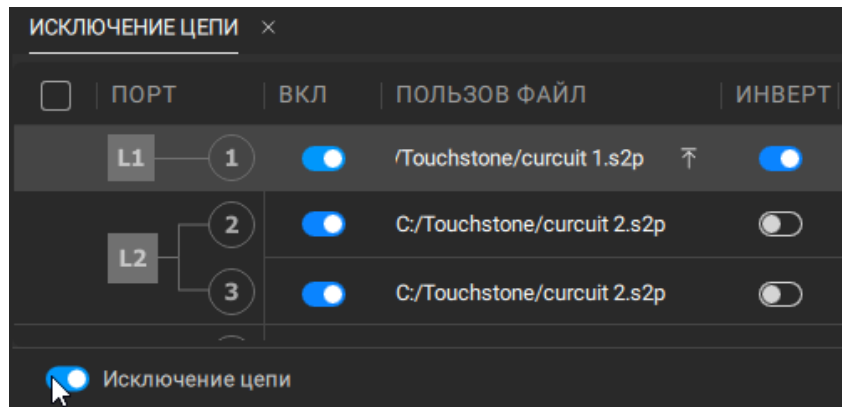 ИСКЛЮЧЕНИЕ ЦЕПИ ×
ПОРТ ВКЛ ПОЛЬЗОВ ФАЙЛ ИНВЕРТ
L1 1 /Touchstone/curcuit 1.s2p
2 C:/Touchstone/curcuit 2.s2p
L2
3 C:/Touchstone/curcuit 2.s2p
Исключение цепи